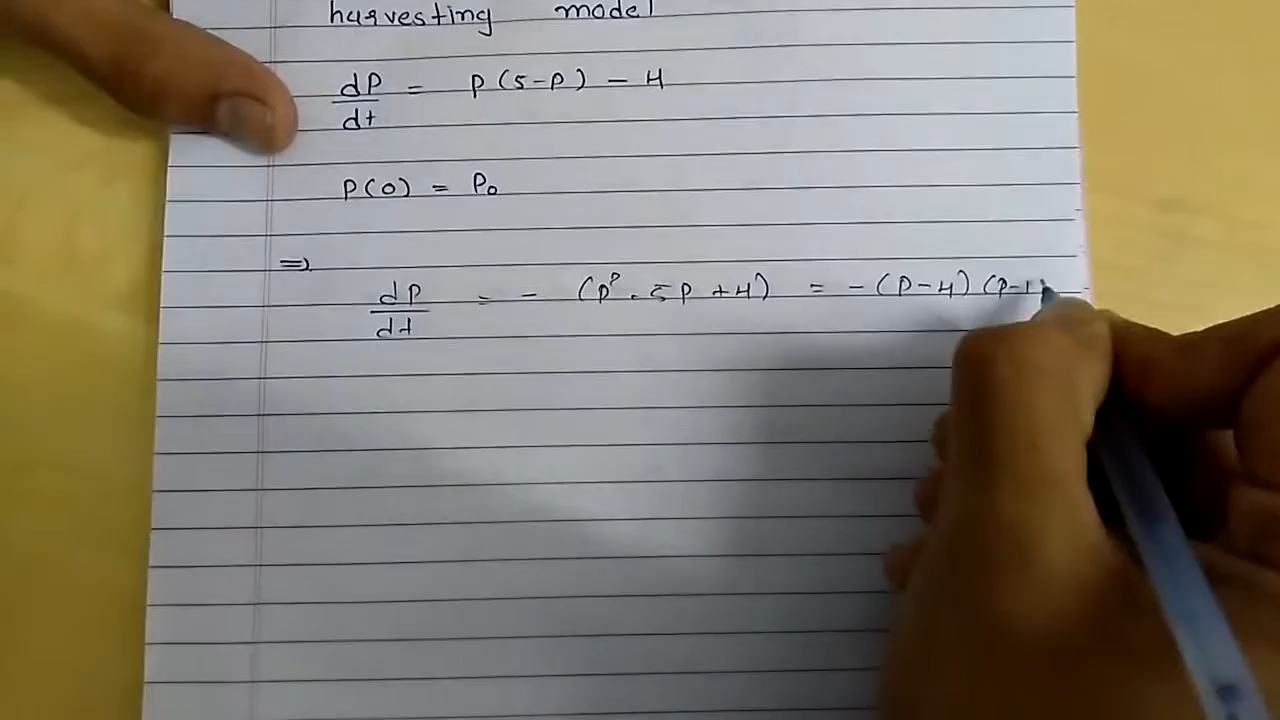 harvesting model
dP/dt = P(5-P) - 4
P(0) = P₀
⇒
dP/dt = - (P² - 5P + 4) = -(P-4)(P-1)